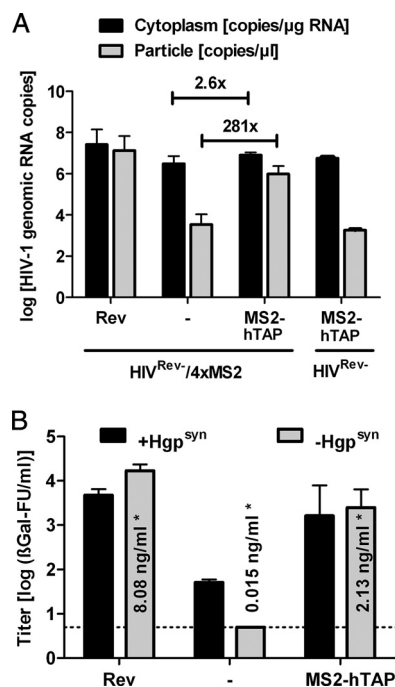 A
Cytoplasm [copies/µg RNA]
Particle [copies/µl]
log [HIV-1 genomic RNA copies]
10
8
6
4
2
0
2.6x
281x
Rev
-
MS2-
hTAP
MS2-
hTAP
HIVRev-/4xMS2
HIVRev-
B
+Hgpsyn
-Hgpsyn
Titer [log (ßGal-FU/ml)]
5
4
3
2
1
0
8.08 ng/ml *
0.015 ng/ml *
2.13 ng/ml *
Rev
-
MS2-hTAP